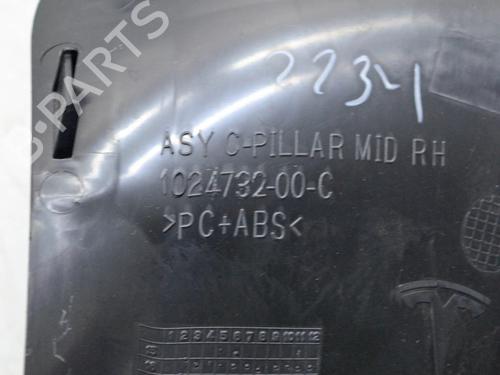 B-PARTS
2234
ASY C-PILLAR MID RH
1024732-00-C
>PC+ABS<
1 2 3 4 5 6 7 8 9 10 11 12